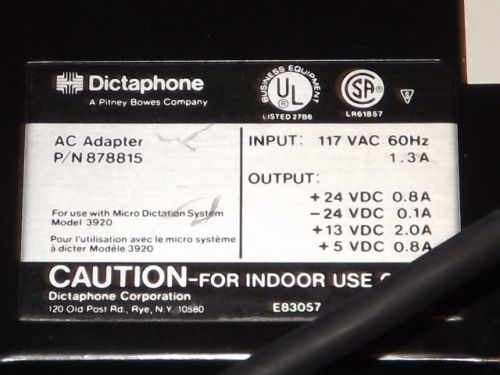 Dictaphone
A Pitney Bowes Company
BUSINESS EQUIPMENT
UL
®
LISTED 27B6
SA
®
LR61857
AC Adapter
P/N 878815
For use with Micro Dictation System
Model 3920
Pour l'utilisation avec le micro système
à dicter Modèle 3920
INPUT: 117 VAC 60Hz
1.3A
OUTPUT:
+24 VDC 0.8A
-24 VDC 0.1A
+13 VDC 2.0A
+5 VDC 0.8A
CAUTION-FOR INDOOR USE
Dictaphone Corporation
120 Old Post Rd., Rye, N.Y. 10580
E83057